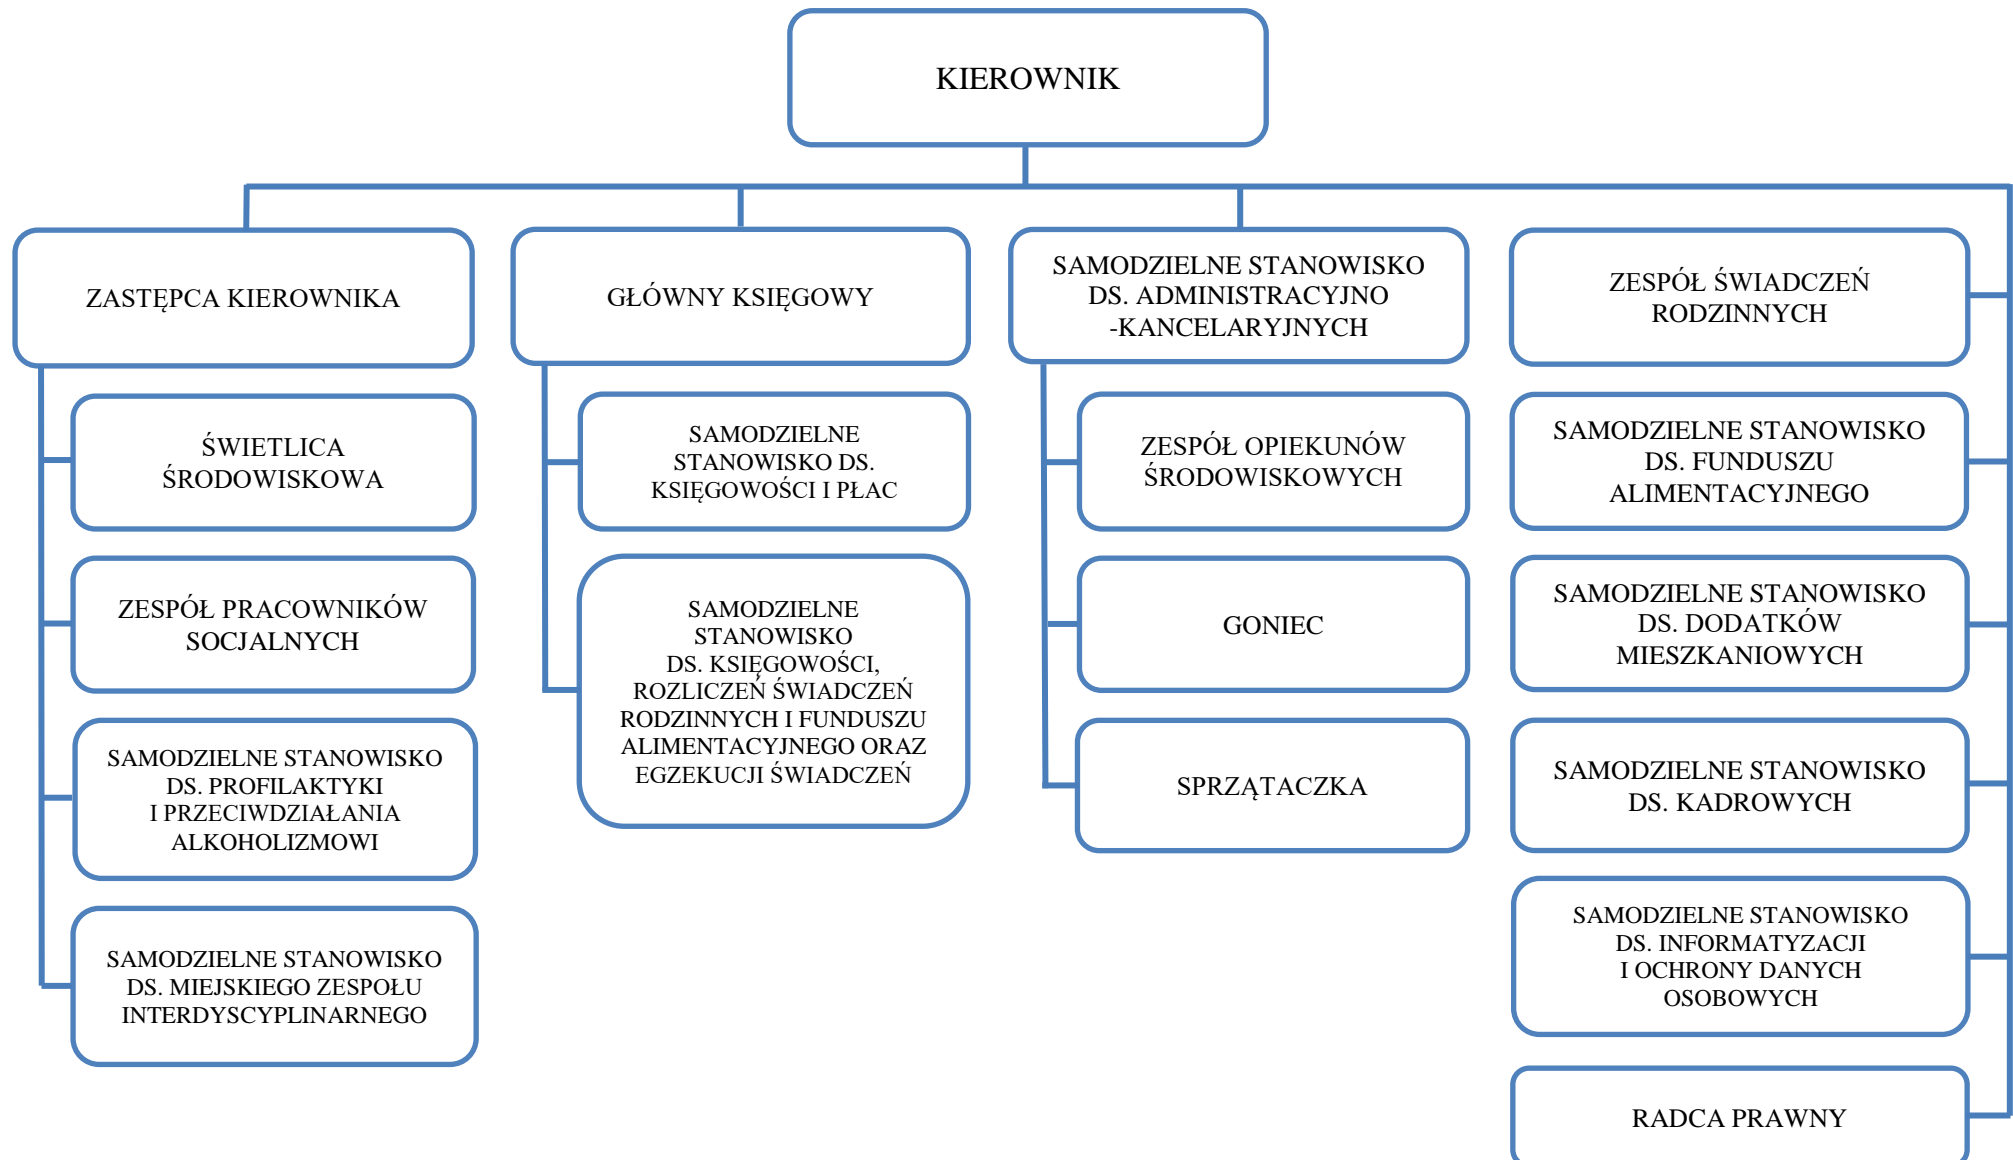 KIEROWNIK
ZASTĘPCA KIEROWNIKA
ŚWIETLICA
ŚRODOWISKOWA
ZESPÓŁ PRACOWNIKÓW
SOCJALNYCH
SAMODZIELNE STANOWISKO
DS. PROFILAKTYKI
I PRZECIWDZIAŁANIA
ALKOHOLIZMOWI
SAMODZIELNE STANOWISKO
DS. MIEJSKIEGO ZESPOŁU
INTERDYSCYPLINARNEGO
GŁÓWNY KSIĘGOWY
SAMODZIELNE
STANOWISKO DS.
KSIĘGOWOŚCI I PŁAC
SAMODZIELNE
STANOWISKO
DS. KSIĘGOWOŚCI,
ROZLICZEŃ ŚWIADCZEŃ
RODZINNYCH I FUNDUSZU
ALIMENTACYJNEGO ORAZ
EGZEKUCJI ŚWIADCZEŃ
SAMODZIELNE STANOWISKO
DS. ADMINISTRACYJNO
-KANCELARYJNYCH
ZESPÓŁ OPIEKUNÓW
ŚRODOWISKOWYCH
GONIEC
SPRZĄTACZKA
ZESPÓŁ ŚWIADCZEŃ
RODZINNYCH
SAMODZIELNE STANOWISKO
DS. FUNDUSZU
ALIMENTACYJNEGO
SAMODZIELNE STANOWISKO
DS. DODATKÓW
MIESZKANIOWYCH
SAMODZIELNE STANOWISKO
DS. KADROWYCH
SAMODZIELNE STANOWISKO
DS. INFORMATYZACJI
I OCHRONY DANYCH
OSOBOWYCH
RADCA PRAWNY